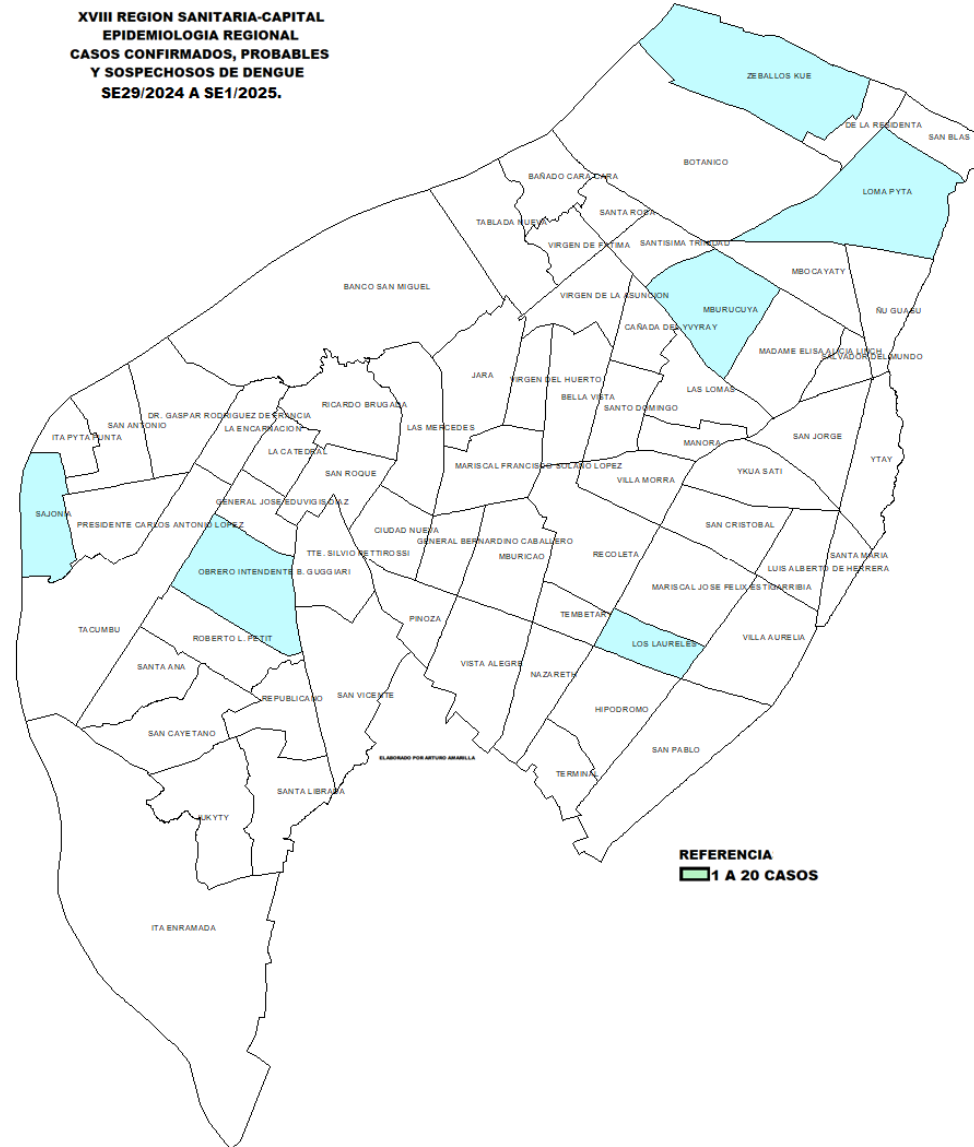 XVIII REGION SANITARIA-CAPITAL
EPIDEMIOLOGIA REGIONAL
CASOS CONFIRMADOS, PROBABLES
Y SOSPECHOSOS DE DENGUE
SE29/2024 A SE1/2025.
ZEBALLOS KUE
DE LA RESIDENTA
SAN BLAS
BOTANICO
BAÑADO CARA CARA
LOMA PYTA
SANTA ROSA
TABLADA NUEVA
VIRGEN DE FATIMA
SANTISIMA TRINIDAD
MBOCAYATY
BANCO SAN MIGUEL
VIRGEN DE LA ASUNCION
MBURUCUYA
ÑU GUASU
CAÑADA DEL YVYRAY
MADAME ELISA ALICIA LINCH
SALVADOR DEL MUNDO
JARA
VIRGEN DEL HUERTO
LAS LOMAS
BELLA VISTA
RICARDO BRUGADA
SANTO DOMINGO
DR. GASPAR RODRIGUEZ DE FRANCIA
SAN ANTONIO
LA ENCARNACION
LAS MERCEDES
ITA PYTA PUNTA
SAN JORGE
MANORA
LA CATEDRAL
YTAY
MARISCAL FRANCISCO SOLANO LOPEZ
SAN ROQUE
YKUA SATI
VILLA MORRA
GENERAL JOSE EDUVIGIS DIAZ
SAJONIA
PRESIDENTE CARLOS ANTONIO LOPEZ
SAN CRISTOBAL
CIUDAD NUEVA
GENERAL BERNARDINO CABALLERO
TTE. SILVIO PETTIROSSI
MBURICAO
RECOLETA
SANTA MARIA
LUIS ALBERTO DE HERRERA
OBRERO INTENDENTE B. GUGGIARI
MARISCAL JOSE FELIX ESTIGARRIBIA
TEMBETARY
PINOZA
TACUMBU
ROBERTO L. PETIT
LOS LAURELES
VILLA AURELIA
SANTA ANA
VISTA ALEGRE
NAZARETH
REPUBLICANO
SAN VICENTE
HIPODROMO
SAN CAYETANO
SAN PABLO
ELABORADO POR ARTURO AMARILLA
TERMINAL
SANTA LIBRADA
JUKYTY
REFERENCIA
1 A 20 CASOS
ITA ENRAMADA